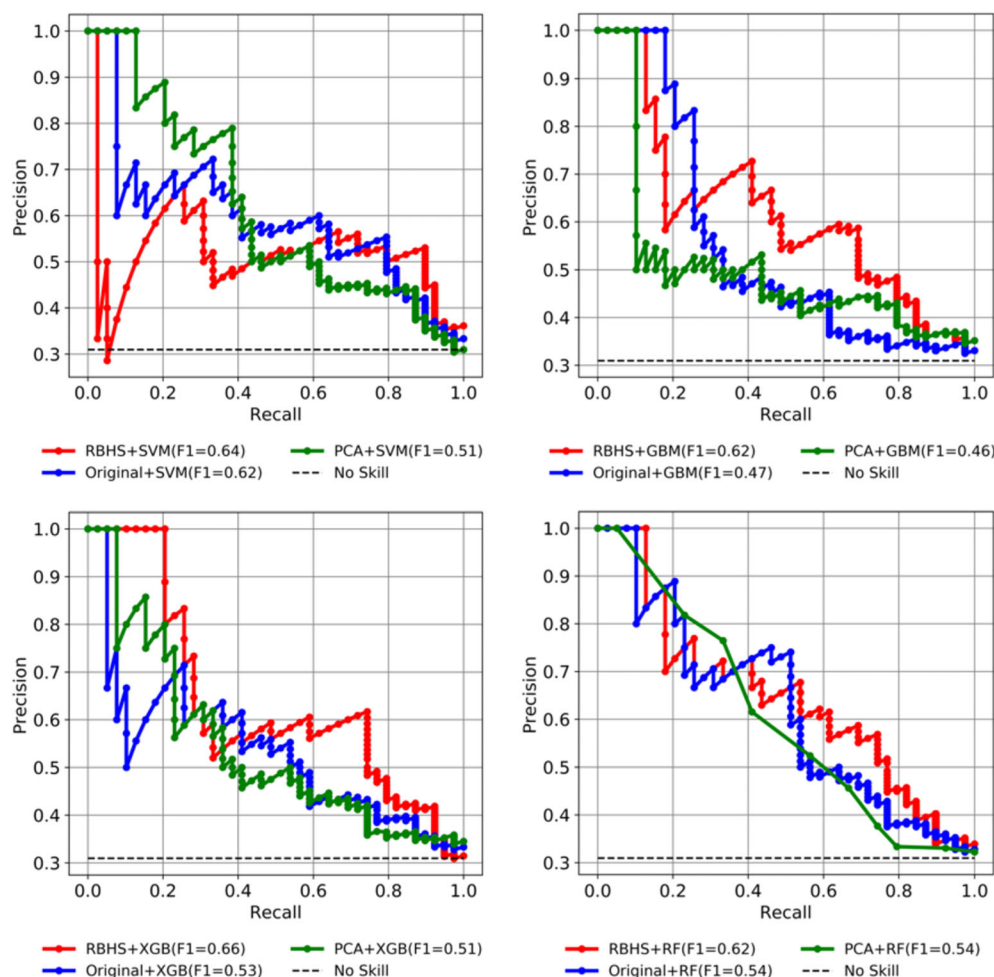 1.0
0.9
0.8
0.7
0.6
0.5
0.4
0.3
Precision
0.0 0.2 0.4 0.6 0.8 1.0
Recall
RBHS+SVM(F1=0.64) PCA+SVM(F1=0.51)
Original+SVM(F1=0.62) No Skill
1.0
0.9
0.8
0.7
0.6
0.5
0.4
0.3
Precision
0.0 0.2 0.4 0.6 0.8 1.0
Recall
RBHS+GBM(F1=0.62) PCA+GBM(F1=0.46)
Original+GBM(F1=0.47) No Skill
1.0
0.9
0.8
0.7
0.6
0.5
0.4
0.3
Precision
0.0 0.2 0.4 0.6 0.8 1.0
Recall
RBHS+XGB(F1=0.66) PCA+XGB(F1=0.51)
Original+XGB(F1=0.53) No Skill
1.0
0.9
0.8
0.7
0.6
0.5
0.4
0.3
Precision
0.0 0.2 0.4 0.6 0.8 1.0
Recall
RBHS+RF(F1=0.62) PCA+RF(F1=0.54)
Original+RF(F1=0.54) No Skill